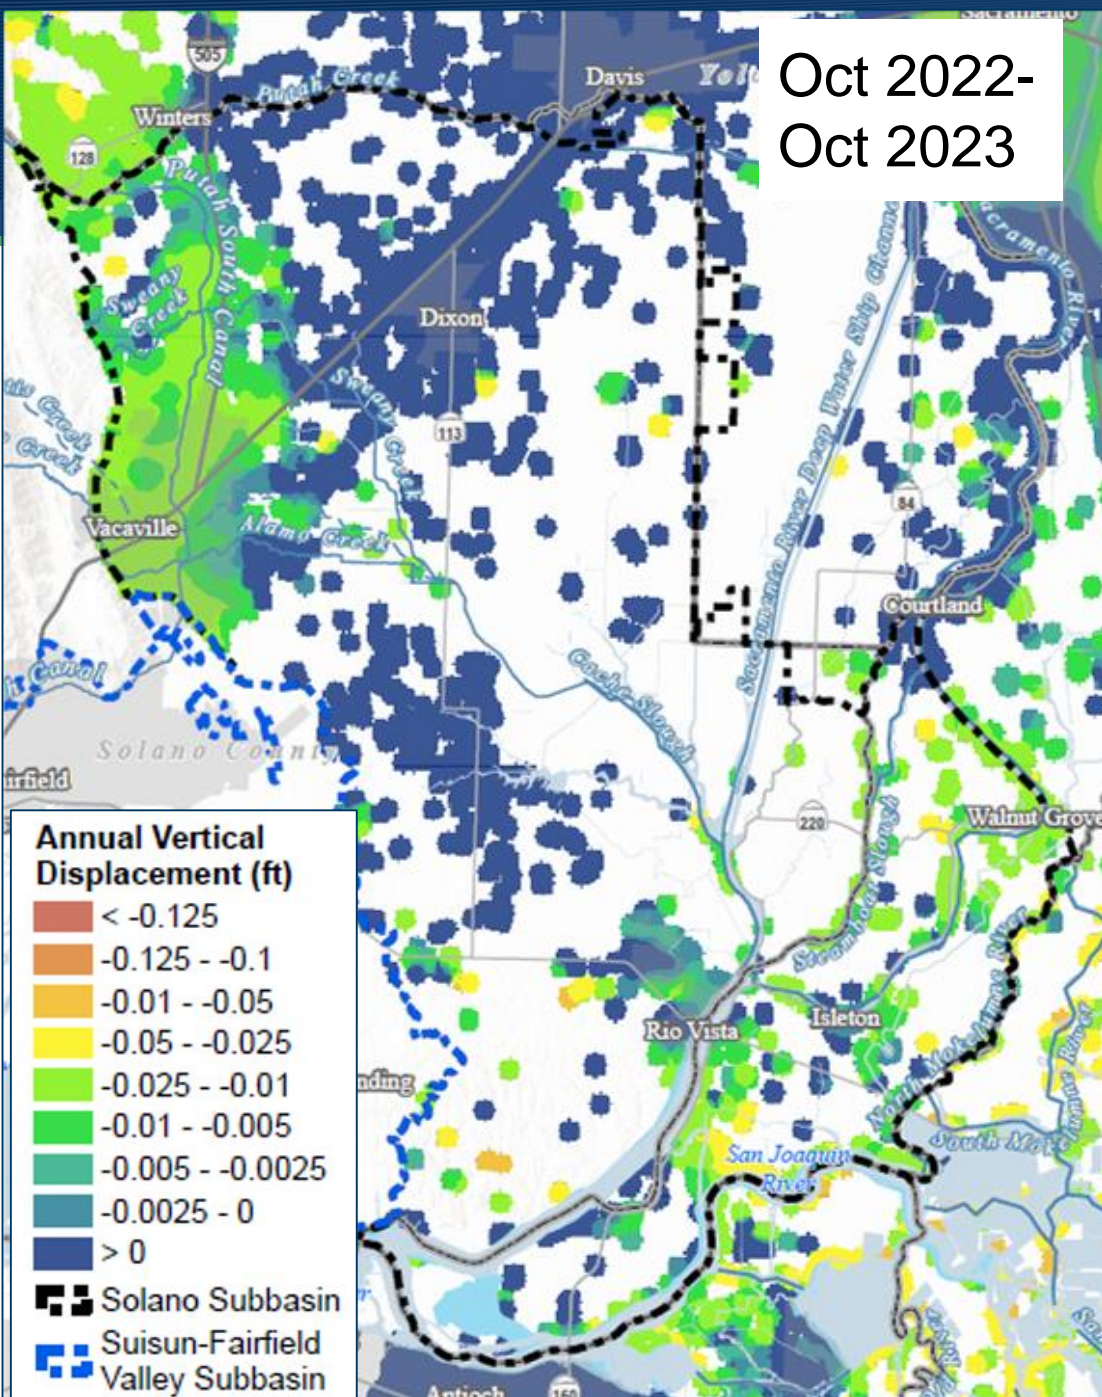 Sacramento
Oct 2022-
Oct 2023
505
Davis
Putah Creek
Winters
128
Putah South Canal
Sweany
Creek
Dixon
Sweany Creek
113
Sacramento River Deep Water Ship Channel
Sacramento River
84
Creek
Creek
Vacaville
Alamo Creek
Courtland
Cache Slough
Canal
Solano County
220
Walnut Grove
Steamboat Slough
Rio Vista
Isleton
North Mokelumne River
San Joaquin
River
Antioch
160
Annual Vertical
Displacement (ft)
< -0.125
-0.125 - -0.1
-0.01 - -0.05
-0.05 - -0.025
-0.025 - -0.01
-0.01 - -0.005
-0.005 - -0.0025
-0.0025 - 0
> 0
Solano Subbasin
Suisun-Fairfield
Valley Subbasin